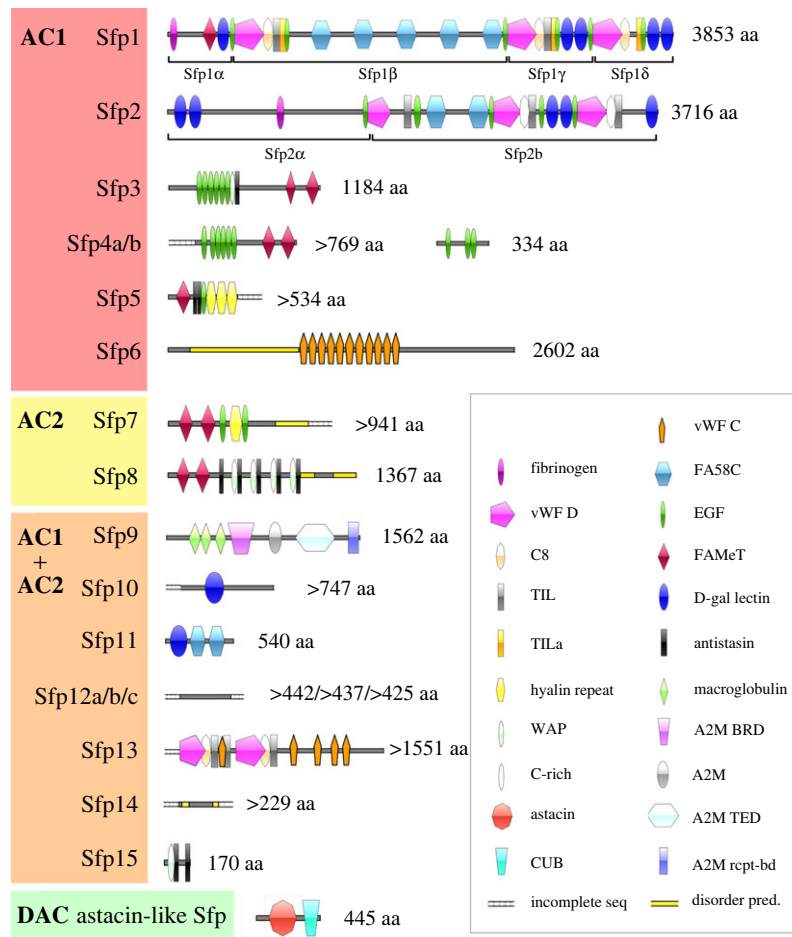 AC1 Sfp1 3853 aa
Sfp1α Sfp1β Sfp1γ Sfp1δ
Sfp2 3716 aa
Sfp2α Sfp2b
Sfp3 1184 aa
Sfp4a/b >769 aa 334 aa
Sfp5 >534 aa
Sfp6 2602 aa
AC2 Sfp7 >941 aa
Sfp8 1367 aa
AC1 + AC2
Sfp9 1562 aa
Sfp10 >747 aa
Sfp11 540 aa
Sfp12a/b/c >442/>437/>425 aa
Sfp13 >1551 aa
Sfp14 >229 aa
Sfp15 170 aa
DAC astacin-like Sfp 445 aa
vWF C
fibrinogen FA58C
vWF D EGF
C8 FAMeT
TIL D-gal lectin
TILa antistasin
hyalin repeat macroglobulin
WAP A2M BRD
C-rich A2M
astacin A2M TED
CUB A2M rcpt-bd
incomplete seq disorder pred.